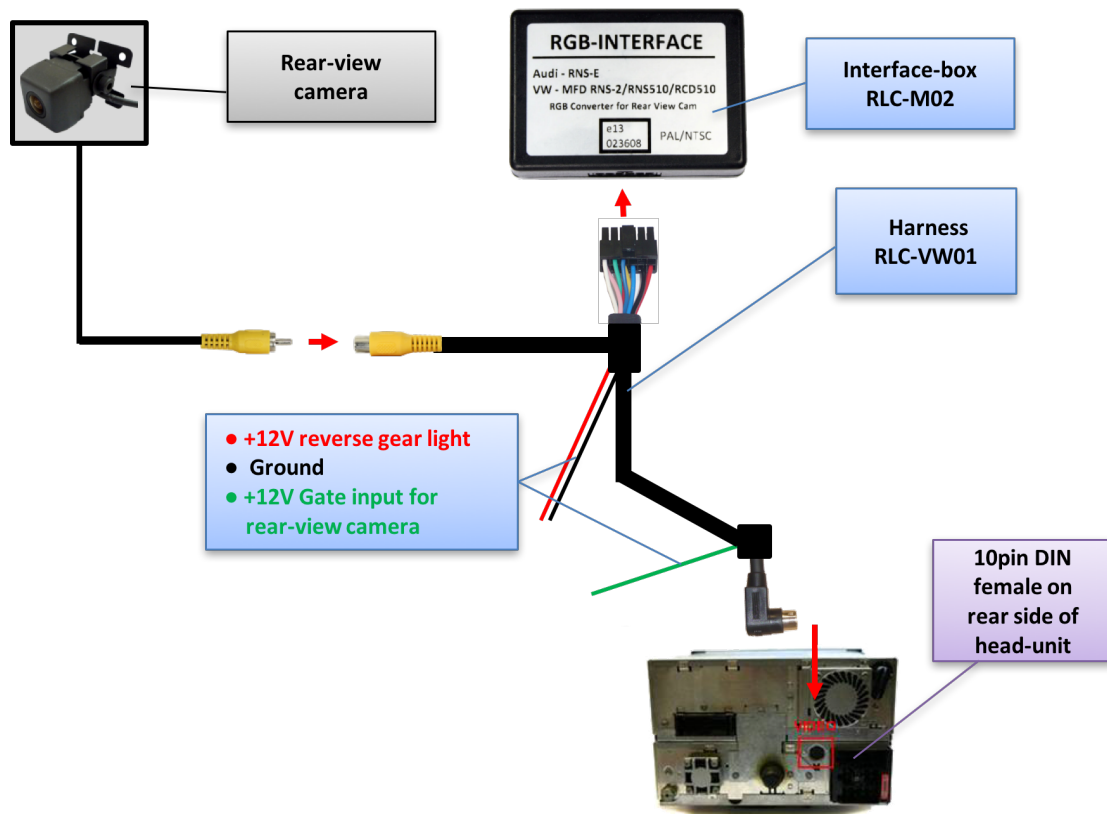 Rear-view
camera
RGB-INTERFACE
Audi - RNS-E
VW - MFD RNS-2/RNS510/RCD510
RGB Converter for Rear View Cam
e13
023608
PAL/NTSC
Interface-box
RLC-M02
Harness
RLC-VW01
● +12V reverse gear light
● Ground
● +12V Gate input for
rear-view camera
10pin DIN
female on
rear side of
head-unit
VIDEO